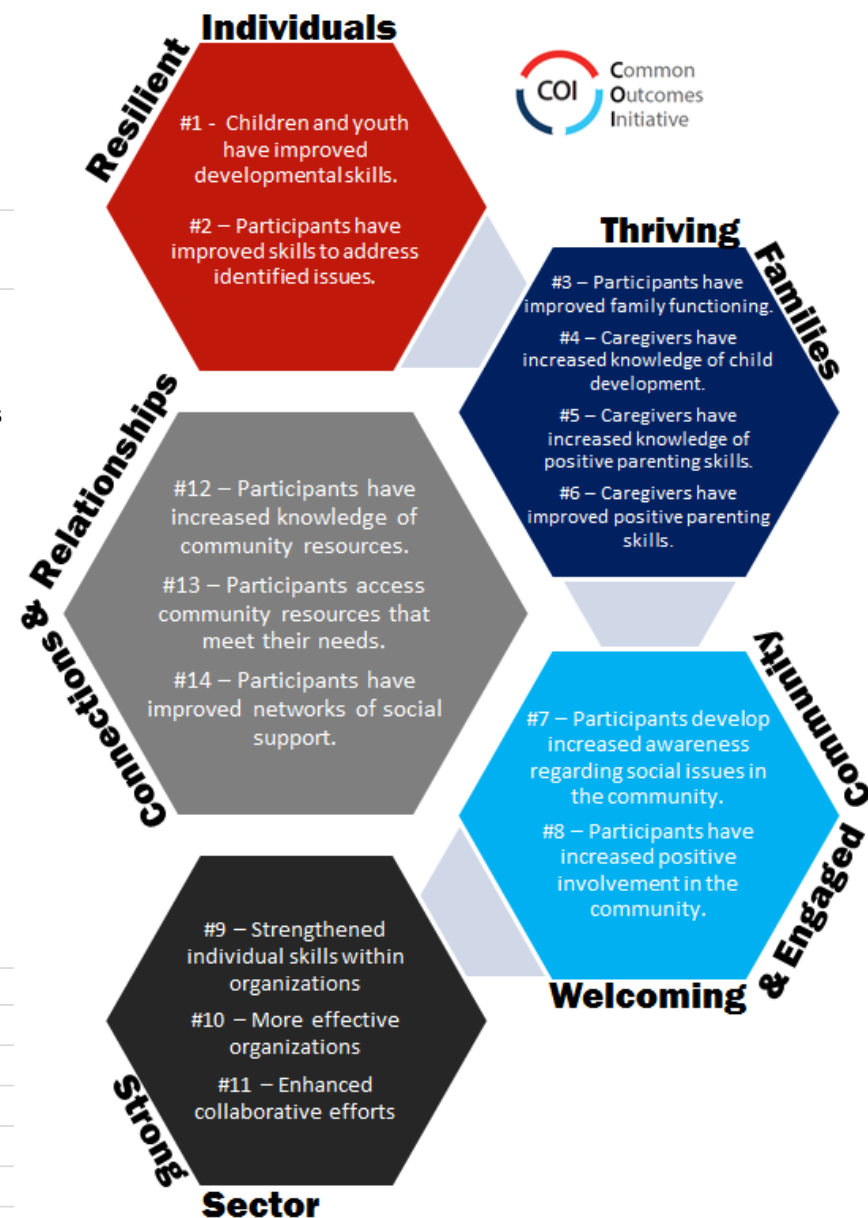 Resilient
Individuals
#1 - Children and youth
have improved
developmental skills.
#2 – Participants have
improved skills to address
identified issues.
COI
Common
Outcomes
Initiative
Thriving
Families
#3 – Participants have
improved family functioning.
#4 – Caregivers have
increased knowledge of child
development.
#5 – Caregivers have
increased knowledge of
positive parenting skills.
#6 – Caregivers have
improved positive parenting
skills.
s
Connections & Relationships
#12 – Participants have
increased knowledge of
community resources.
#13 – Participants access
community resources that
meet their needs.
#14 – Participants have
improved networks of social
support.
Welcoming
& Engaged
Community
#7 – Participants develop
increased awareness
regarding social issues in
the community.
#8 – Participants have
increased positive
involvement in the
community.
Strong
Sector
#9 – Strengthened
individual skills within
organizations
#10 – More effective
organizations
#11 – Enhanced
collaborative efforts